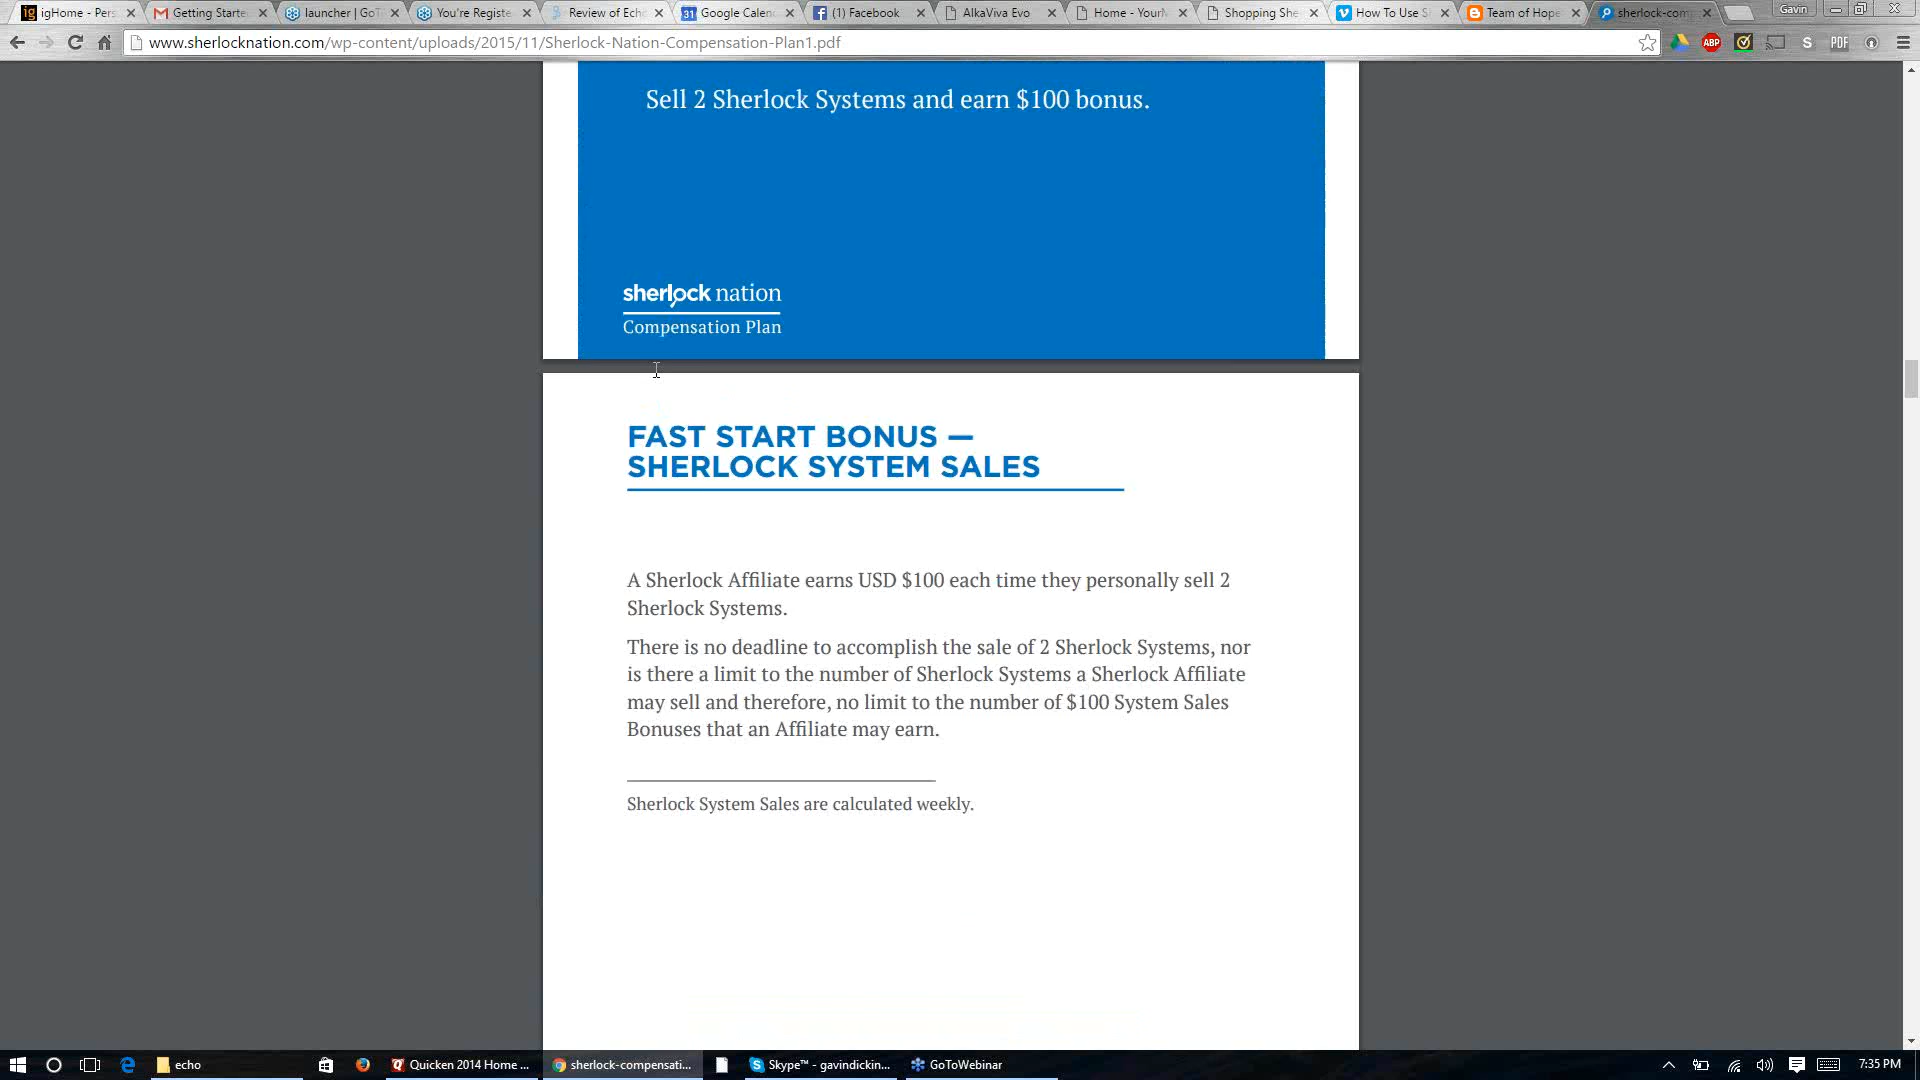 igHome - Pers
Getting Starte
launcher | GoT
You're Registe
Review of Ech
31 Google Calen
(1) Facebook
AlkaViva Evo
Home - YourN
Shopping She
How To Use S
Team of Hope
sherlock-com
Gavin
www.sherlocknation.com/wp-content/uploads/2015/11/Sherlock-Nation-Compensation-Plan1.pdf
ABP
S
PDF
Sell 2 Sherlock Systems and earn $100 bonus.
sherlock nation
Compensation Plan
FAST START BONUS —
SHERLOCK SYSTEM SALES
A Sherlock Affiliate earns USD $100 each time they personally sell 2
Sherlock Systems.
There is no deadline to accomplish the sale of 2 Sherlock Systems, nor
is there a limit to the number of Sherlock Systems a Sherlock Affiliate
may sell and therefore, no limit to the number of $100 System Sales
Bonuses that an Affiliate may earn.
Sherlock System Sales are calculated weekly.
echo
Quicken 2014 Home ...
sherlock-compensati...
Skype™ - gavindickin...
GoToWebinar
7:35 PM